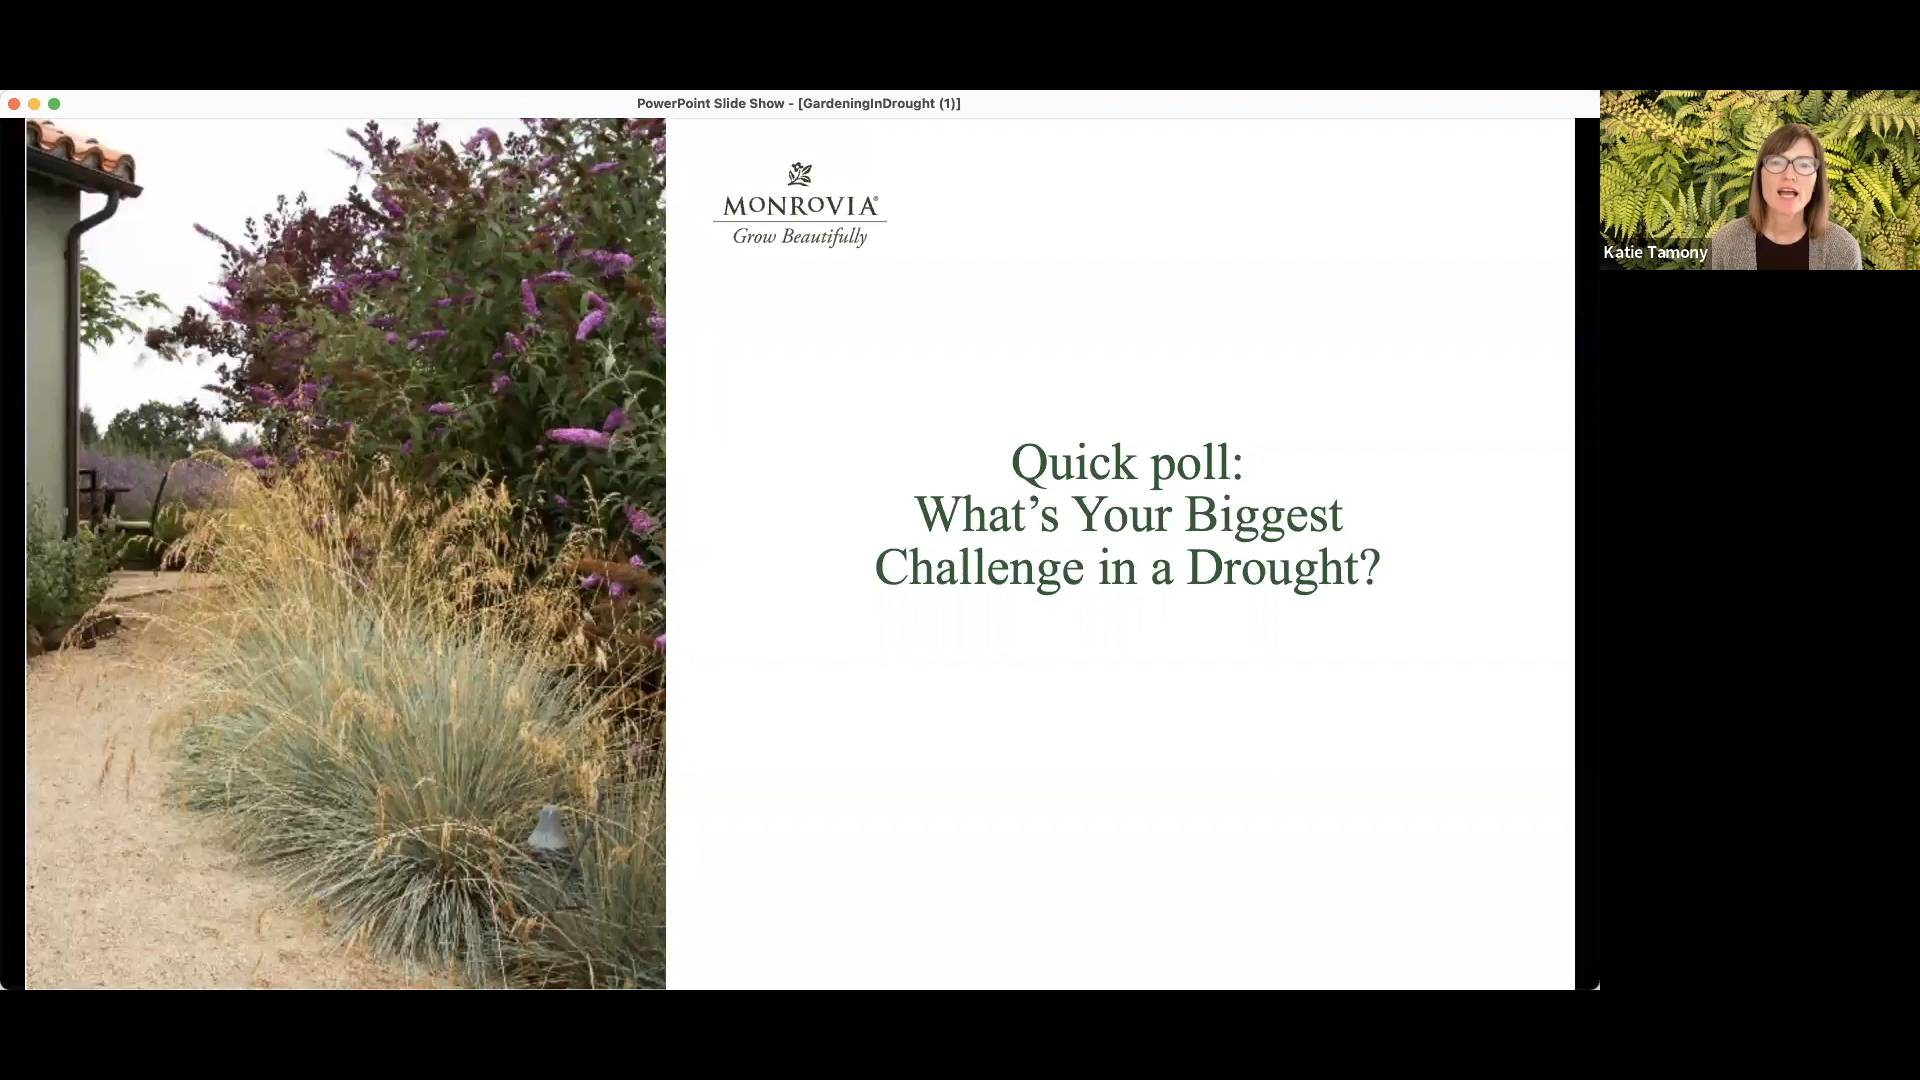 PowerPoint Slide Show - [GardeningInDrought (1)]
MONROVIA®
Grow Beautifully
Quick poll:
What’s Your Biggest
Challenge in a Drought?
Katie Tamony